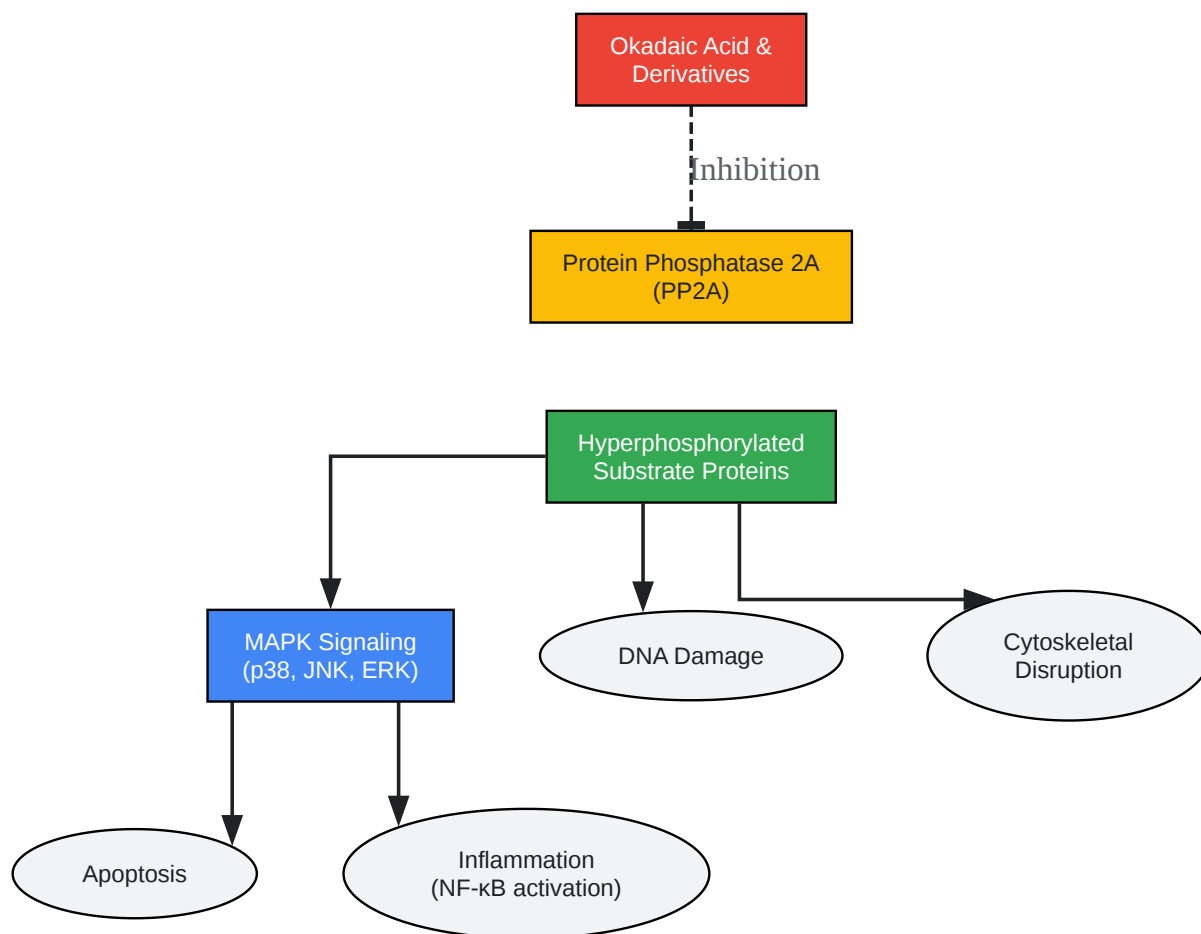 Okadaic Acid &
Derivatives
Inhibition
Protein Phosphatase 2A
(PP2A)
Hyperphosphorylated
Substrate Proteins
MAPK Signaling
(p38, JNK, ERK)
DNA Damage
Cytoskeletal
Disruption
Apoptosis
Inflammation
(NF-κB activation)